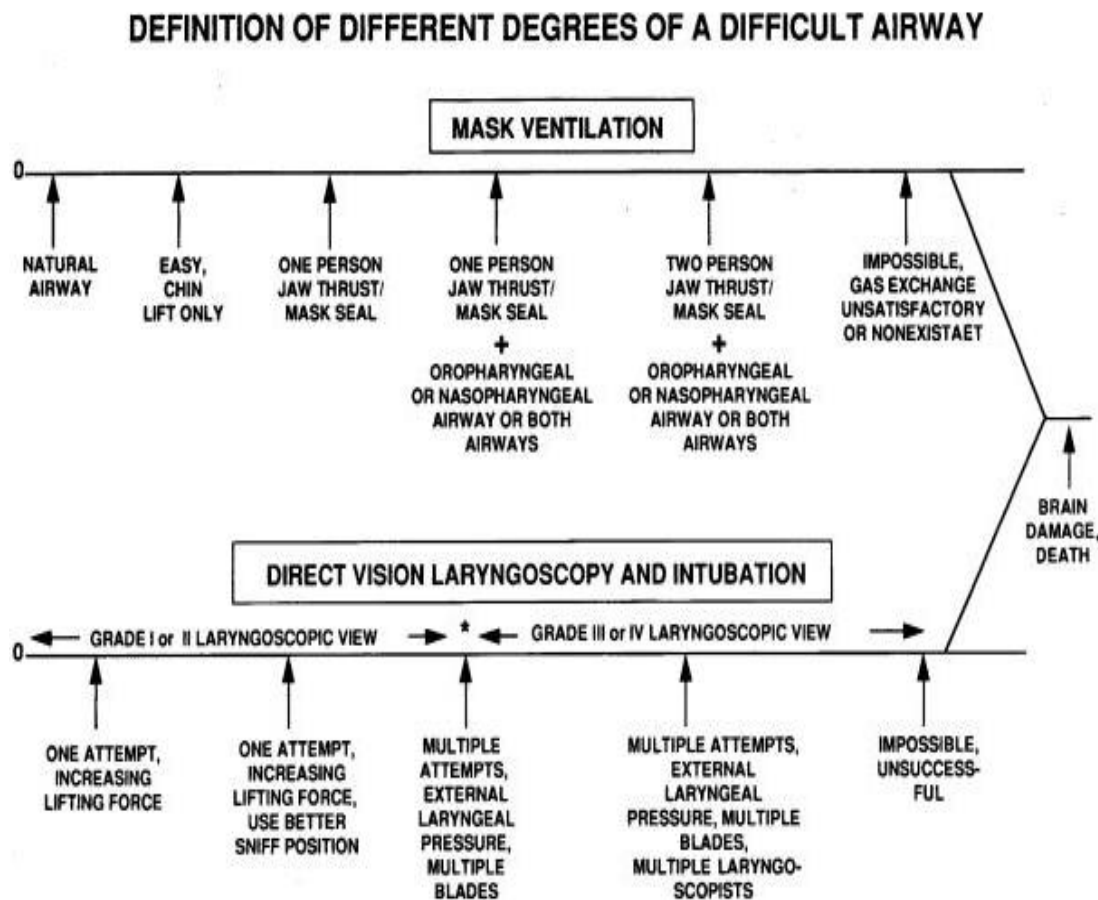 DEFINITION OF DIFFERENT DEGREES OF A DIFFICULT AIRWAY
MASK VENTILATION
0
NATURAL
AIRWAY
EASY,
CHIN
LIFT ONLY
ONE PERSON
JAW THRUST/
MASK SEAL
ONE PERSON
JAW THRUST/
MASK SEAL
+
OROPHARYNGEAL
OR NASOPHARYNGEAL
AIRWAY OR BOTH
AIRWAYS
TWO PERSON
JAW THRUST/
MASK SEAL
+
OROPHARYNGEAL
OR NASOPHARYNGEAL
AIRWAY OR BOTH
AIRWAYS
IMPOSSIBLE,
GAS EXCHANGE
UNSATISFACTORY
OR NONEXISTAET
BRAIN
DAMAGE,
DEATH
DIRECT VISION LARYNGOSCOPY AND INTUBATION
GRADE I or II LARYNGOSCOPIC VIEW * GRADE III or IV LARYNGOSCOPIC VIEW
0
ONE ATTEMPT,
INCREASING
LIFTING FORCE
ONE ATTEMPT,
INCREASING
LIFTING FORCE,
USE BETTER
SNIFF POSITION
MULTIPLE
ATTEMPTS,
EXTERNAL
LARYNGEAL
PRESSURE,
MULTIPLE
BLADES
MULTIPLE ATTEMPTS,
EXTERNAL
LARYNGEAL
PRESSURE, MULTIPLE
BLADES,
MULTIPLE LARYNGO-
SCOPISTS
IMPOSSIBLE,
UNSUCCESS-
FUL